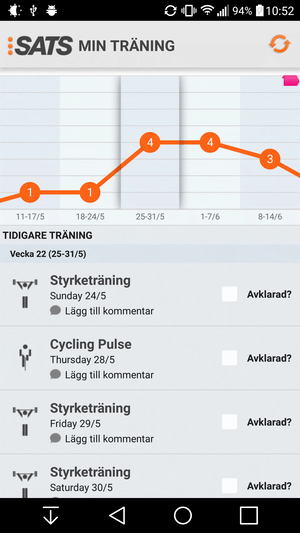 94% 10:52
SATS MIN TRÄNING
1 1 4 4 3
11-17/5 18-24/5 25-31/5 1-7/6 8-14/6
TIDIGARE TRÄNING
Vecka 22 (25-31/5)
Styrketräning
Sunday 24/5
Avklarad?
Lägg till kommentar
Cycling Pulse
Thursday 28/5
Avklarad?
Lägg till kommentar
Styrketräning
Friday 29/5
Avklarad?
Lägg till kommentar
Styrketräning
Saturday 30/5
Avklarad?